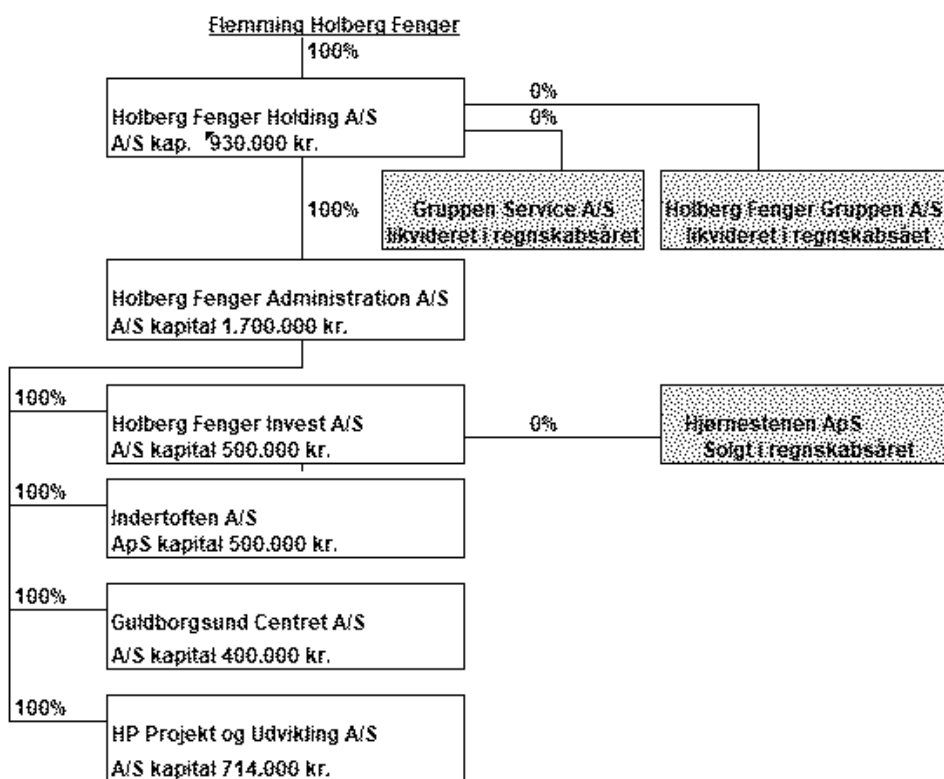 Flemming Holberg Fenger
100%
Holberg Fenger Holding A/S
A/S kap. 930.000 kr.
0%
0%
100%
Gruppen Service A/S
likvideret i regnskabsåret
Holberg Fenger Gruppen A/S
likvideret i regnskabsået
Holberg Fenger Administration A/S
A/S kapital 1.700.000 kr.
100%
Holberg Fenger Invest A/S
A/S kapital 500.000 kr.
0%
Hjørnestenen ApS
Solgt i regnskabsåret
100%
Indertoften A/S
ApS kapital 500.000 kr.
100%
Guldborgsund Centret A/S
A/S kapital 400.000 kr.
100%
HP Projekt og Udvikling A/S
A/S kapital 714.000 kr.